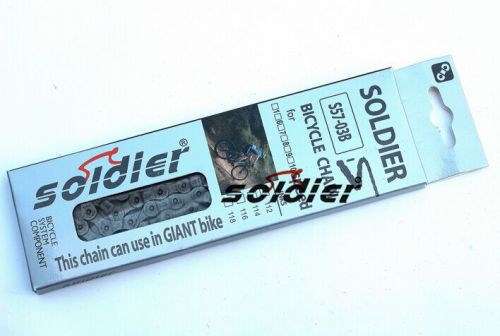 soldier®
BICYCLE
SYSTEM
COMPONENT
This chain can use in GIANT bike
SOLDIER
S57-03B
BICYCLE CHAIN
for
soldier
112
114
116
118